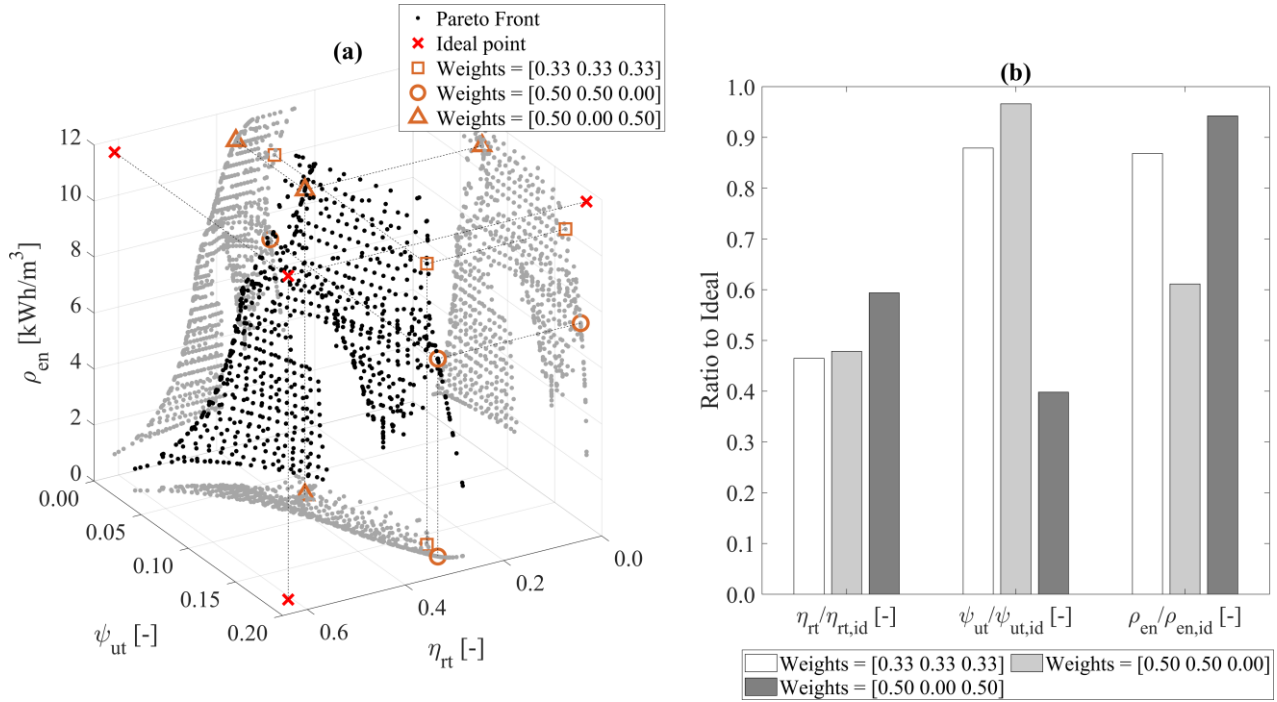 (a)
Pareto Front
Ideal point
Weights = [0.33 0.33 0.33]
Weights = [0.50 0.50 0.00]
Weights = [0.50 0.00 0.50]
12
10
8
6
4
2
0
ρen [kWh/m³]
0.00
0.05
0.10
0.15
0.20
ψut [-]
0.6
0.4
0.2
0.0
ηrt [-]
(b)
1.0
0.9
0.8
0.7
0.6
0.5
0.4
0.3
0.2
0.1
0.0
Ratio to Ideal
ηrt/ηrt,id [-]
ψut/ψut,id [-]
ρen/ρen,id [-]
Weights = [0.33 0.33 0.33]
Weights = [0.50 0.50 0.00]
Weights = [0.50 0.00 0.50]